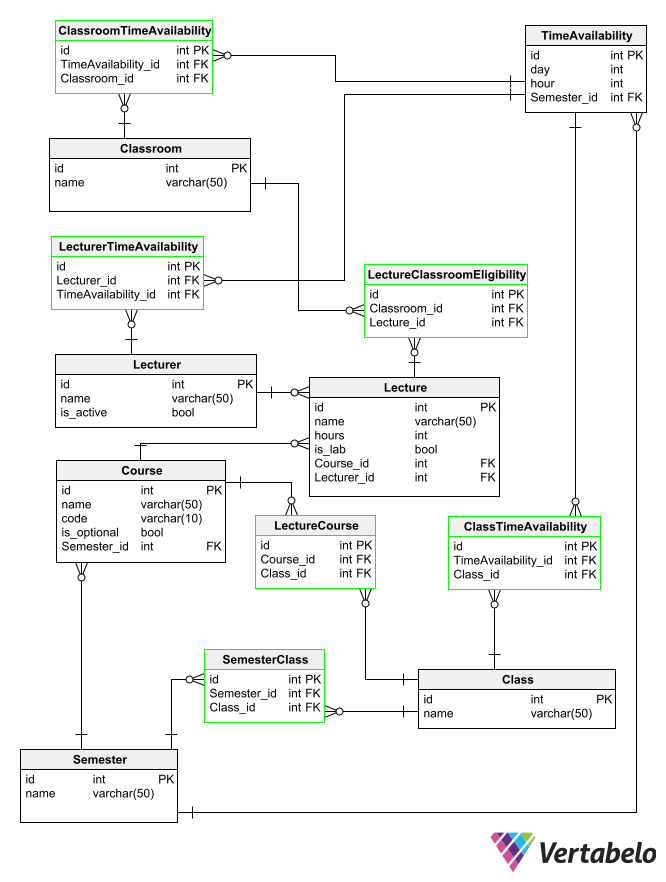 ClassroomTimeAvailability
id int PK
TimeAvailability_id int FK
Classroom_id int FK
TimeAvailability
id int PK
day int
hour int
Semester_id int FK
Classroom
id int PK
name varchar(50)
LecturerTimeAvailability
id int PK
Lecturer_id int FK
TimeAvailability_id int FK
LectureClassroomEligibility
id int PK
Classroom_id int FK
Lecture_id int FK
Lecturer
id int PK
name varchar(50)
is_active bool
Lecture
id int PK
name varchar(50)
hours int
is_lab bool
Course_id int FK
Lecturer_id int FK
Course
id int PK
name varchar(50)
code varchar(10)
is_optional bool
Semester_id int FK
LectureCourse
id int PK
Course_id int FK
Class_id int FK
ClassTimeAvailability
id int PK
TimeAvailability_id int FK
Class_id int FK
SemesterClass
id int PK
Semester_id int FK
Class_id int FK
Class
id int PK
name varchar(50)
Semester
id int PK
name varchar(50)
Vertabelo